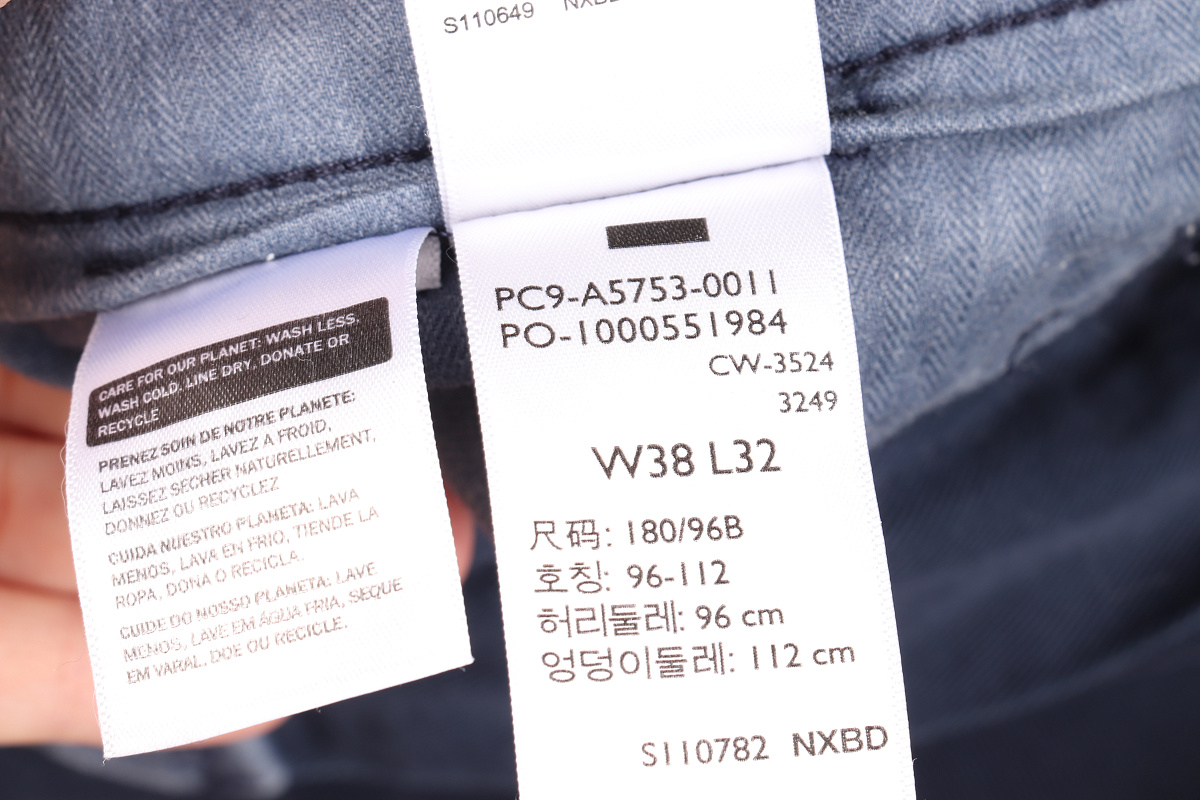 S110649
CARE FOR OUR PLANET: WASH LESS,
WASH COLD, LINE DRY, DONATE OR
RECYCLE
PRENEZ SOIN DE NOTRE PLANETE:
LAVEZ MOINS, LAVEZ A FROID,
LAISSEZ SECHER NATURELLEMENT,
DONNEZ OU RECYCLEZ
CUIDA NUESTRO PLANETA: LAVA
MENOS, LAVA EN FRIO, TIENDE LA
ROPA, DONA O RECICLA.
CUIDE DO NOSSO PLANETA: LAVE
MENOS, LAVE EM ÁGUA FRIA, SEQUE
EM VARAL, DOE OU RECICLE.
PC9-A5753-0011
PO-1000551984
CW-3524
3249
W38 L32
尺码: 180/96B
호칭: 96-112
허리둘레: 96 cm
엉덩이둘레: 112 cm
S110782 NXBD